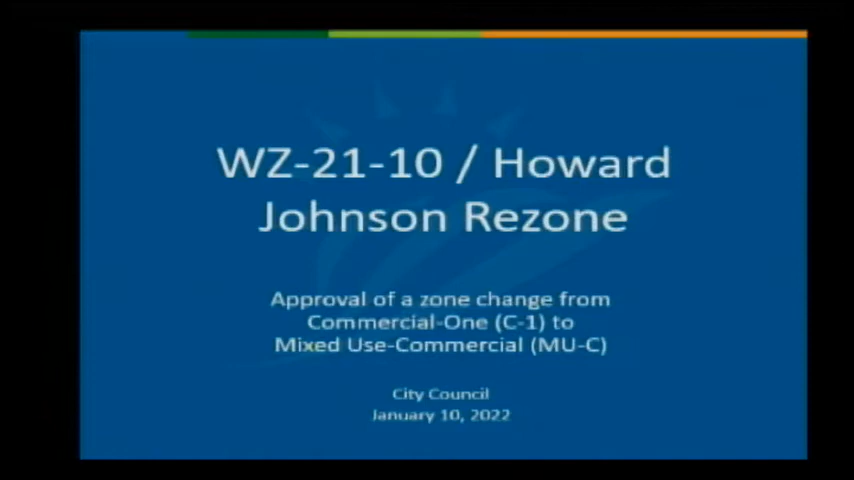 WZ-21-10 / Howard
Johnson Rezone
Approval of a zone change from
Commercial-One (C-1) to
Mixed Use-Commercial (MU-C)
City Council
January 10, 2022